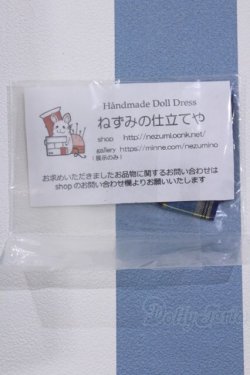 Handmade Doll Dress
ねずみの仕立てや
shop http://nezumi.ocnk.net/
gallery https://minne.com/nezumino
(展示のみ)
お求めいただきましたお品物に関するお問い合わせは
shopのお問い合わせ欄よりお願いいたします